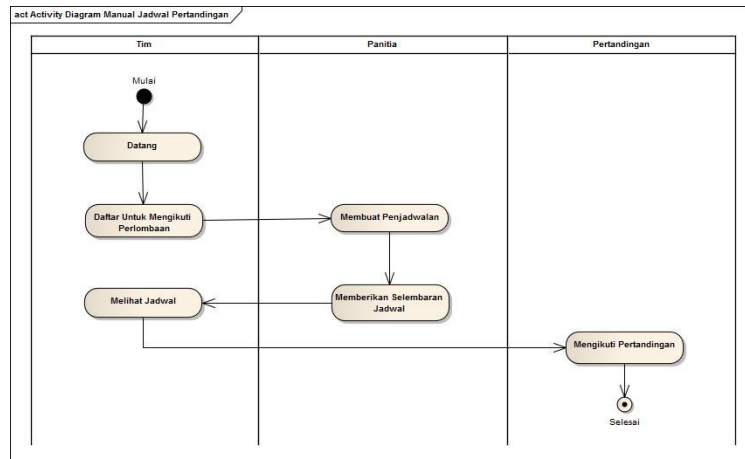 act Activity Diagram Manual Jadwal Pertandingan
Tim
Panitia
Pertandingan
Mulai
Datang
Daftar Untuk Mengikuti
Perlombaan
Membuat Penjadwalan
Melihat Jadwal
Memberikan Selembaran
Jadwal
Mengikuti Pertandingan
Selesai